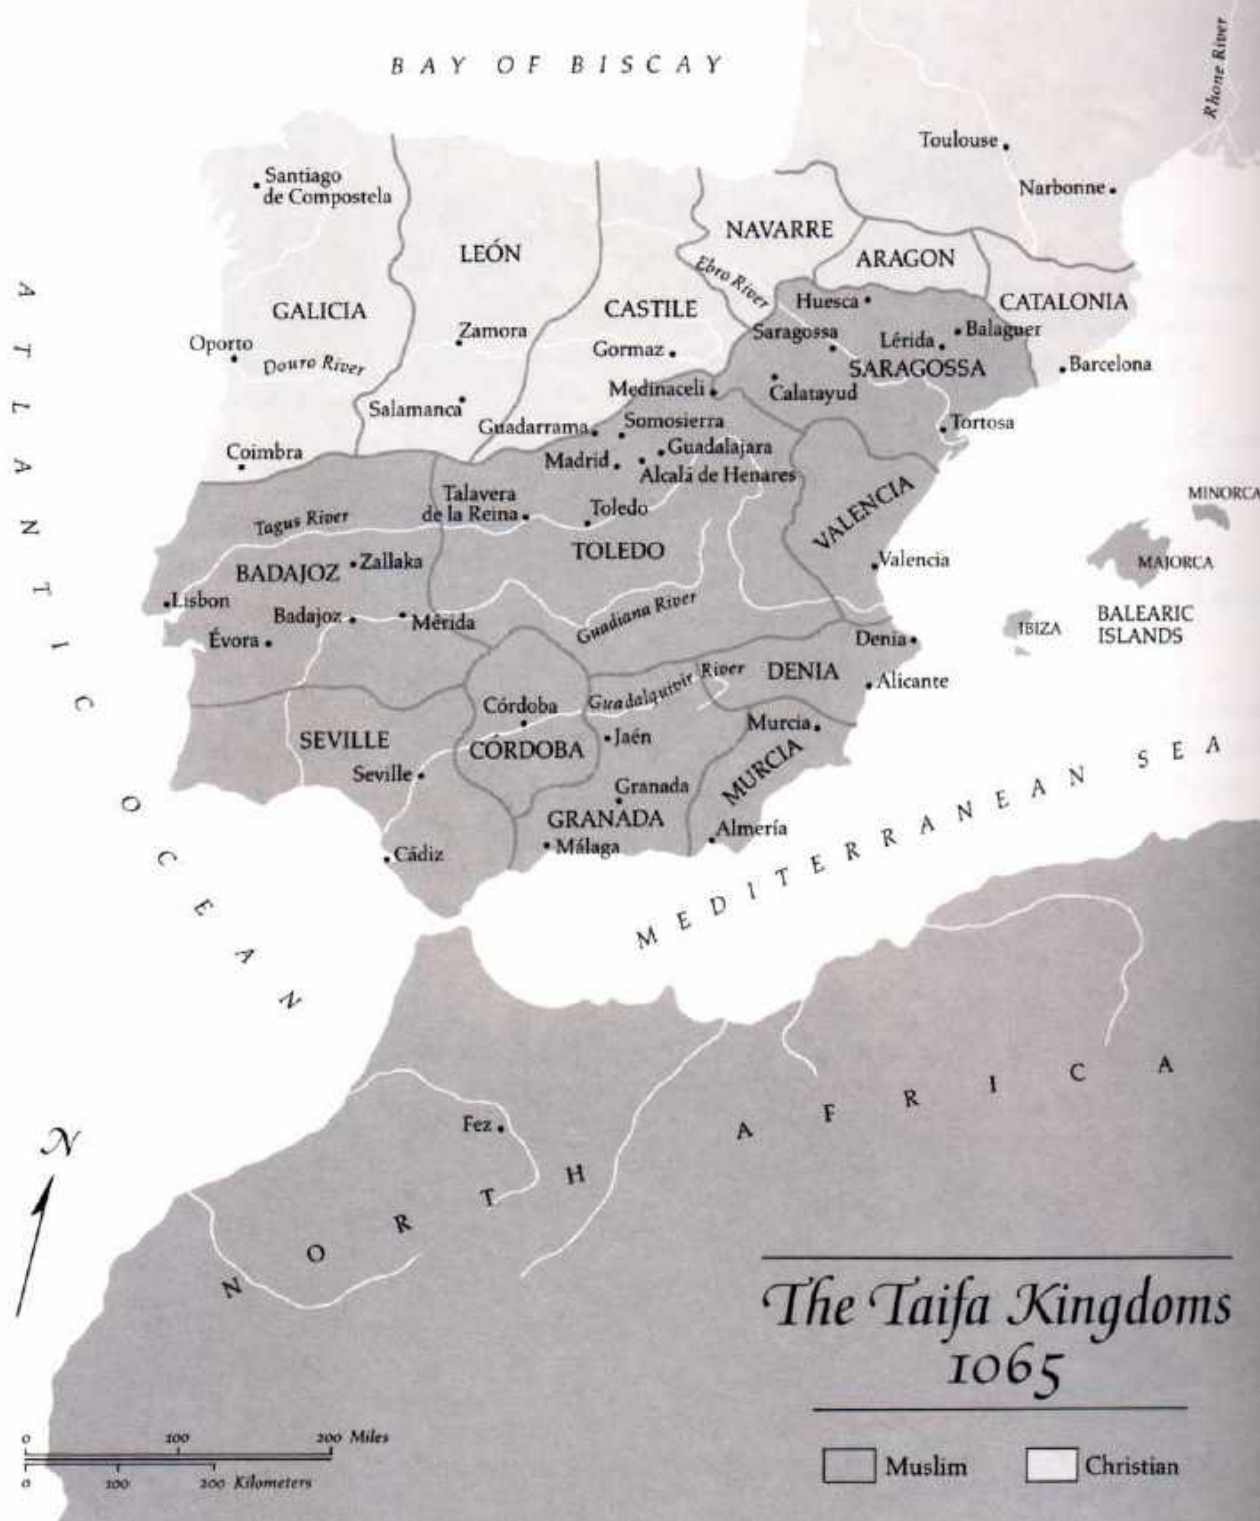 BAY OF BISCAY
Rhone River
Toulouse
Narbonne
Santiago
de Compostela
NAVARRE
LEÓN
ARAGON
Ebro River
GALICIA
CASTILE
Huesca
CATALONIA
Oporto
Zamora
Saragossa
Lérida
Balaguer
Douro River
Gormaz
SARAGOSSA
Barcelona
Medinaceli
Calatayud
Salamanca
Guadarrama
Somosierra
Tortosa
Coimbra
Madrid
Guadalajara
Alcalá de Henares
Talavera
de la Reina
Toledo
VALENCIA
MINORCA
Tagus River
TOLEDO
Zallaka
BADAJOZ
Valencia
MAJORCA
Lisbon
Badajoz
Mérida
Guadiana River
BALEARIC
ISLANDS
IBIZA
Évora
Denia
DENIA
Guadalquivir River
Alicante
Córdoba
Murcia
SEVILLE
CÓRDOBA
Jaén
MURCIA
Seville
Granada
GRANADA
Almería
Málaga
Cádiz
ATLANTIC OCEAN
MEDITERRANEAN SEA
Fez
NORTH AFRICA
N
The Taifa Kingdoms
1065
Muslim
Christian
0 100 200 Miles
0 100 200 Kilometers